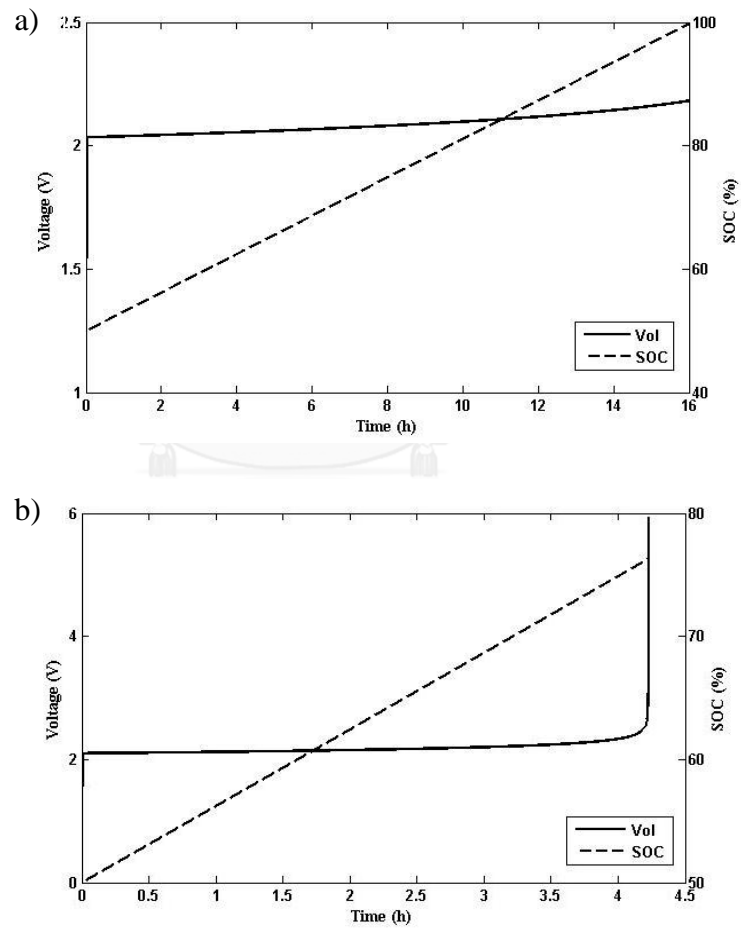 a)
2.5
100
2
80
Voltage (V)
SOC (%)
1.5
60
Vol
SOC
1
40
0 2 4 6 8 10 12 14 16
Time (h)
b)
6
80
4
70
Voltage (V)
SOC (%)
2
60
Vol
SOC
0
50
0 0.5 1 1.5 2 2.5 3 3.5 4 4.5
Time (h)